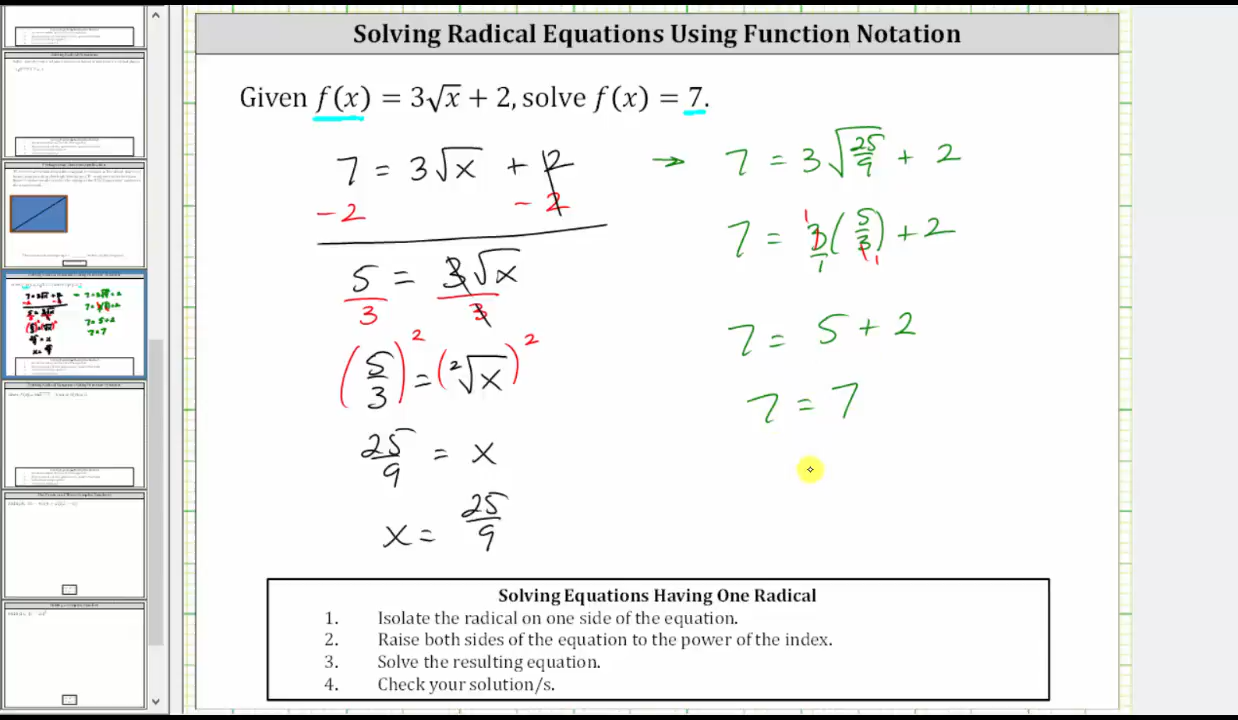 Solving Radical Equations Using Function Notation
Given f(x) = 3√x + 2, solve f(x) = 7.
7 = 3√x + 2
-2 - 2
5 = 3√x
3 3
(5/3)² = (²√x)²
25/9 = x
x = 25/9
→ 7 = 3√(25/9) + 2
7 = 3/1 (5/3) + 2
1 1
7 = 5 + 2
7 = 7
Solving Equations Having One Radical
1. Isolate the radical on one side of the equation.
2. Raise both sides of the equation to the power of the index.
3. Solve the resulting equation.
4. Check your solution/s.